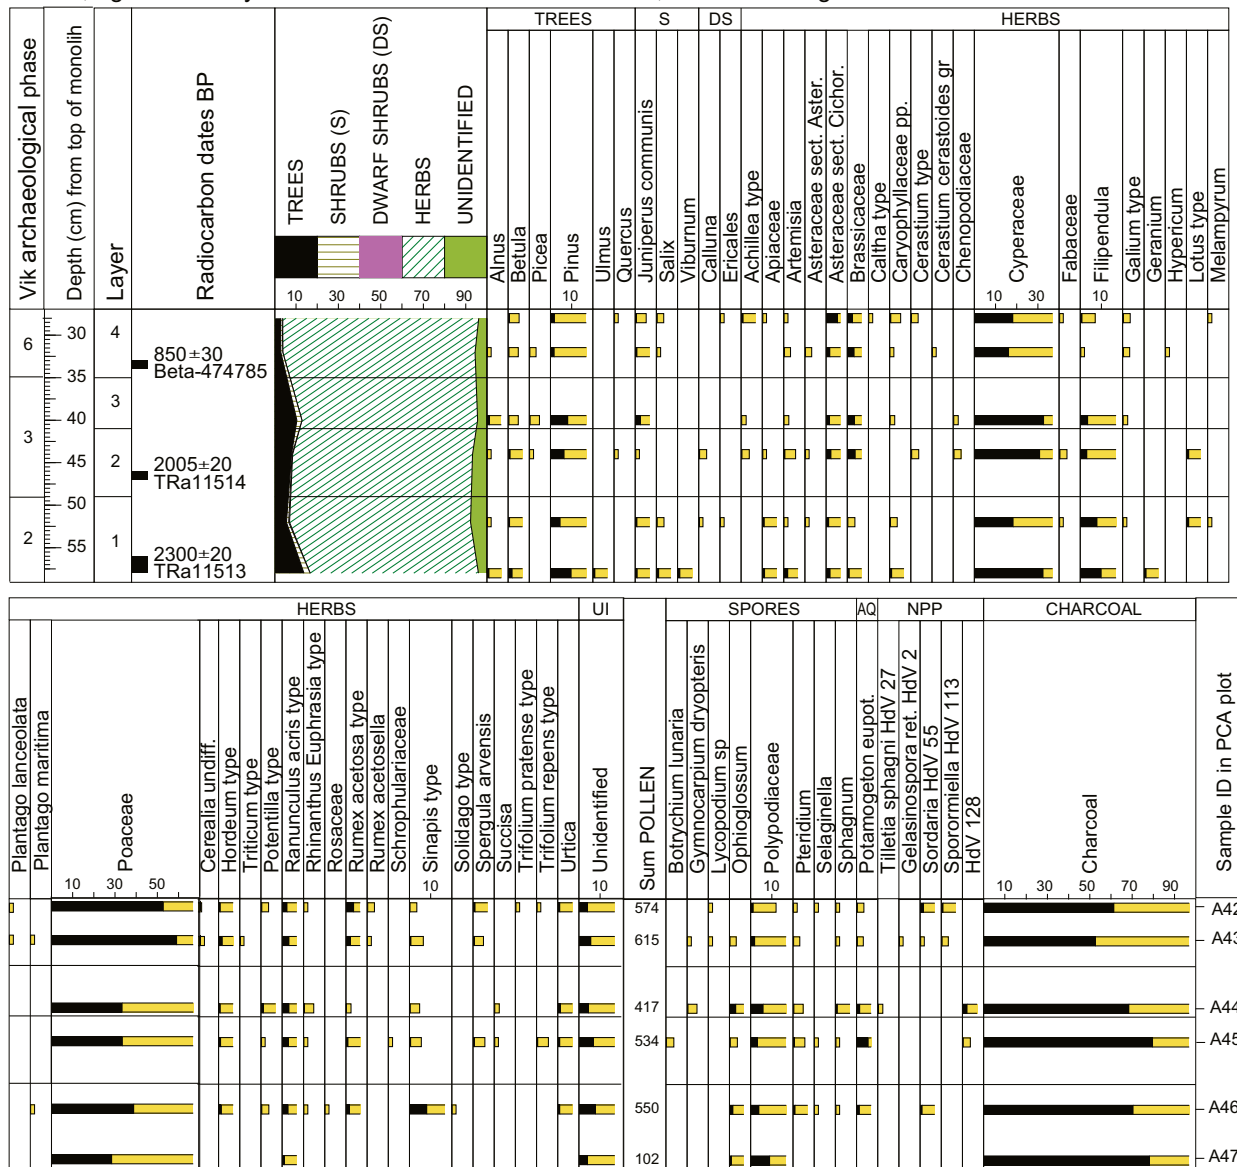 TREES S DS HERBS
Vik archaeological phase
Depth (cm) from top of monolih
Layer
Radiocarbon dates BP
TREES
SHRUBS (S)
DWARF SHRUBS (DS)
HERBS
UNIDENTIFIED
Alnus
Betula
Picea
Pinus
Ulmus
Quercus
Juniperus communis
Salix
Viburnum
Calluna
Ericales
Achillea type
Apiaceae
Artemisia
Asteraceae sect. Aster.
Asteraceae sect. Cichor.
Brassicaceae
Caltha type
Caryophyllaceae pp.
Cerastium type
Cerastium cerastoides gr
Chenopodiaceae
Cyperaceae
Fabaceae
Filipendula
Galium type
Geranium
Hypericum
Lotus type
Melampyrum
10 30 50 70 90 10 10 30 10
6 30 4
850±30
Beta-474785
35
3
40
3
45 2
2005±20
TRa11514
50
2
55 1
2300±20
TRa11513
HERBS UI SPORES AQ NPP CHARCOAL
Plantago lanceolata
Plantago maritima
Poaceae
Cerealia undiff.
Hordeum type
Triticum type
Potentilla type
Ranunculus acris type
Rhinanthus Euphrasia type
Rosaceae
Rumex acetosa type
Rumex acetosella
Schrophulariaceae
Sinapis type
Solidago type
Spergula arvensis
Succisa
Trifolium pratense type
Trifolium repens type
Urtica
Unidentified
Sum POLLEN
Botrychium lunaria
Gymnocarpium dryopteris
Lycopodium sp
Ophioglossum
Polypodiaceae
Pteridium
Selaginella
Sphagnum
Potamogeton eupot.
Tilletia sphagni HdV 27
Gelasinospora ret. HdV 2
Sordaria HdV 55
Sporormiella HdV 113
HdV 128
Charcoal
Sample ID in PCA plot
10 30 50 10 10 10 10 30 50 70 90
574 A42
615 A43
417 A44
534 A45
550 A46
102 A47